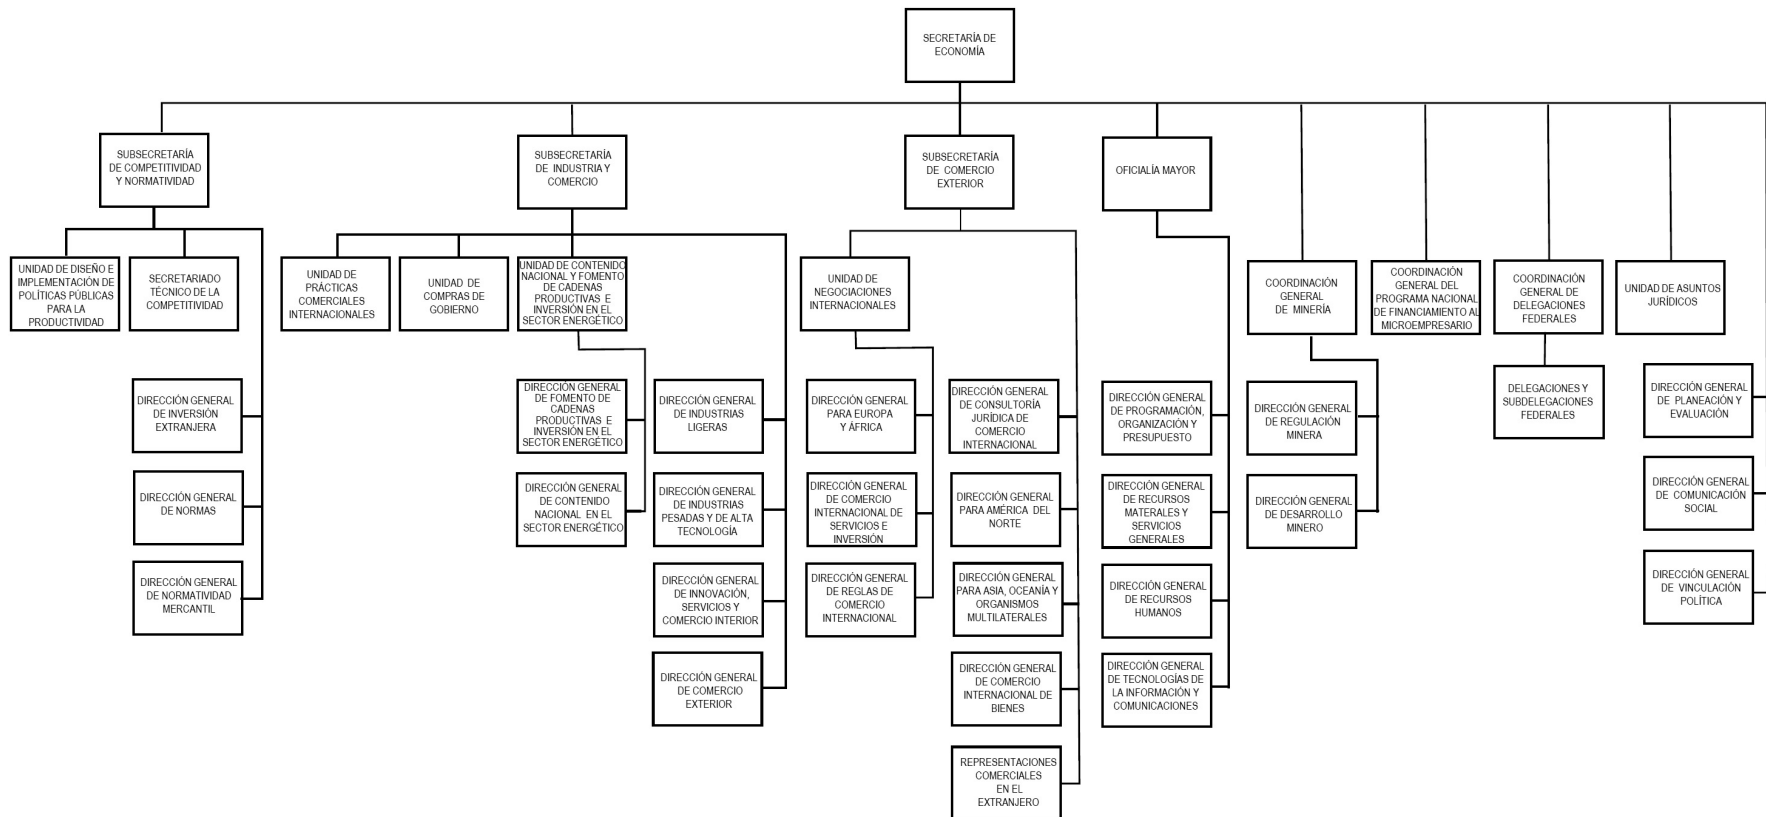 SECRETARÍA DE
ECONOMÍA
SUBSECRETARÍA
DE COMPETITIVIDAD
Y NORMATIVIDAD
SUBSECRETARÍA
DE INDUSTRIA Y
COMERCIO
SUBSECRETARÍA
DE COMERCIO
EXTERIOR
OFICIALÍA MAYOR
UNIDAD DE DISEÑO E
IMPLEMENTACIÓN DE
POLÍTICAS PÚBLICAS
PARA LA
PRODUCTIVIDAD
SECRETARIADO
TÉCNICO DE LA
COMPETITIVIDAD
UNIDAD DE
PRÁCTICAS
COMERCIALES
INTERNACIONALES
UNIDAD DE
COMPRAS DE
GOBIERNO
UNIDAD DE CONTENIDO
NACIONAL Y FOMENTO
DE CADENAS
PRODUCTIVAS E
INVERSIÓN EN EL
SECTOR ENERGÉTICO
UNIDAD DE
NEGOCIACIONES
INTERNACIONALES
COORDINACIÓN
GENERAL
DE MINERÍA
COORDINACIÓN
GENERAL DEL
PROGRAMA NACIONAL
DE FINANCIAMIENTO AL
MICROEMPRESARIO
COORDINACIÓN
GENERAL DE
DELEGACIONES
FEDERALES
UNIDAD DE ASUNTOS
JURÍDICOS
DIRECCIÓN GENERAL
DE INVERSIÓN
EXTRANJERA
DIRECCIÓN GENERAL
DE FOMENTO DE
CADENAS
PRODUCTIVAS E
INVERSIÓN EN EL
SECTOR ENERGÉTICO
DIRECCIÓN GENERAL
DE INDUSTRIAS
LIGERAS
DIRECCIÓN GENERAL
PARA EUROPA
Y ÁFRICA
DIRECCIÓN GENERAL
DE CONSULTORÍA
JURÍDICA DE
COMERCIO
INTERNACIONAL
DIRECCIÓN GENERAL
DE PROGRAMACIÓN,
ORGANIZACIÓN Y
PRESUPUESTO
DIRECCIÓN GENERAL
DE REGULACIÓN
MINERA
DELEGACIONES Y
SUBDELEGACIONES
FEDERALES
DIRECCIÓN GENERAL
DE PLANEACIÓN Y
EVALUACIÓN
DIRECCIÓN GENERAL
DE NORMAS
DIRECCIÓN GENERAL
DE CONTENIDO
NACIONAL EN EL
SECTOR ENERGÉTICO
DIRECCIÓN GENERAL
DE INDUSTRIAS
PESADAS Y DE ALTA
TECNOLOGÍA
DIRECCIÓN GENERAL
DE COMERCIO
INTERNACIONAL
DE SERVICIOS E
INVERSIÓN
DIRECCIÓN GENERAL
PARA AMÉRICA DEL
NORTE
DIRECCIÓN GENERAL
DE RECURSOS
MATERALES Y
SERVICIOS
GENERALES
DIRECCIÓN GENERAL
DE DESARROLLO
MINERO
DIRECCIÓN GENERAL
DE COMUNICACIÓN
SOCIAL
DIRECCIÓN GENERAL
DE NORMATIVIDAD
MERCANTIL
DIRECCIÓN GENERAL
DE INNOVACIÓN,
SERVICIOS Y
COMERCIO INTERIOR
DIRECCIÓN GENERAL
DE REGLAS DE
COMERCIO
INTERNACIONAL
DIRECCIÓN GENERAL
PARA ASIA, OCEANÍA Y
ORGANISMOS
MULTILATERALES
DIRECCIÓN GENERAL
DE RECURSOS
HUMANOS
DIRECCIÓN GENERAL
DE VINCULACIÓN
POLÍTICA
DIRECCIÓN GENERAL
DE COMERCIO
EXTERIOR
DIRECCIÓN GENERAL
DE COMERCIO
INTERNACIONAL DE
BIENES
DIRECCIÓN GENERAL
DE TECNOLOGÍAS DE
LA INFORMACIÓN Y
COMUNICACIONES
REPRESENTACIONES
COMERCIALES
EN EL
EXTRANJERO